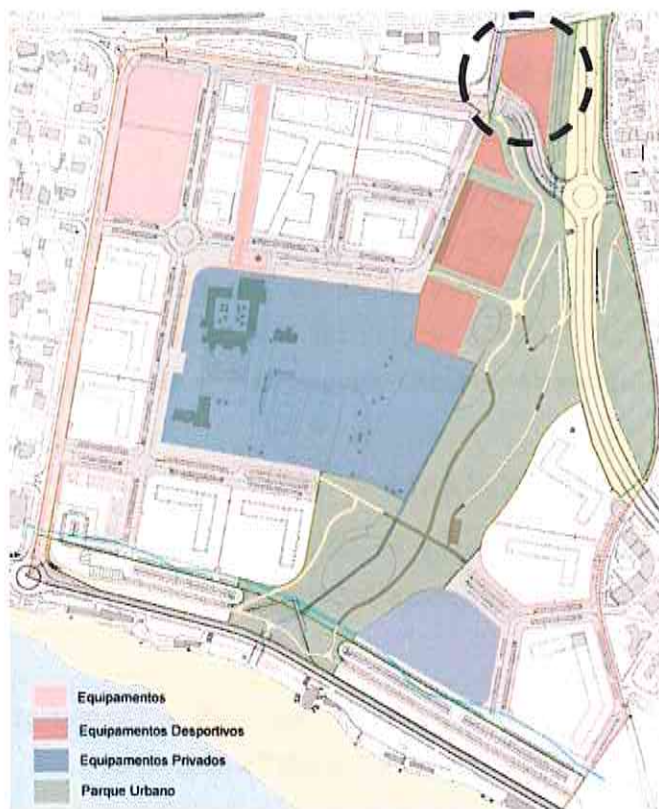 Equipamentos
Equipamentos Desportivos
Equipamentos Privados
Parque Urbano